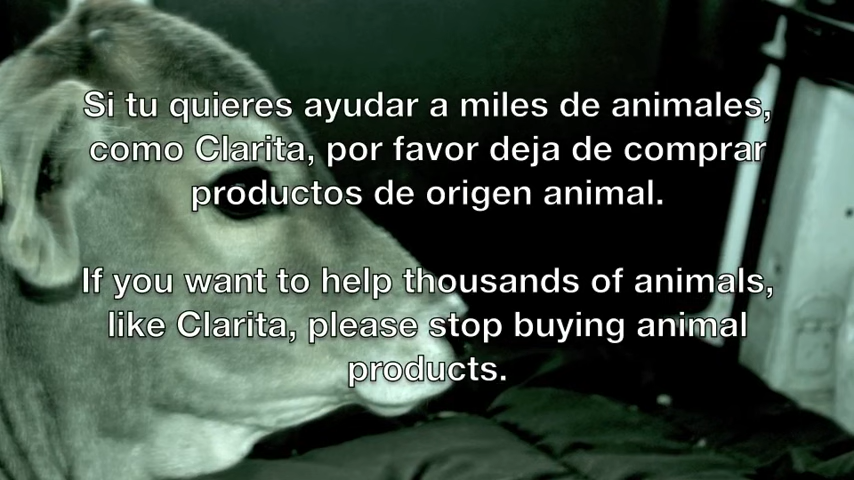 Si tu quieres ayudar a miles de animales,
como Clarita, por favor deja de comprar
productos de origen animal.
If you want to help thousands of animals,
like Clarita, please stop buying animal
products.